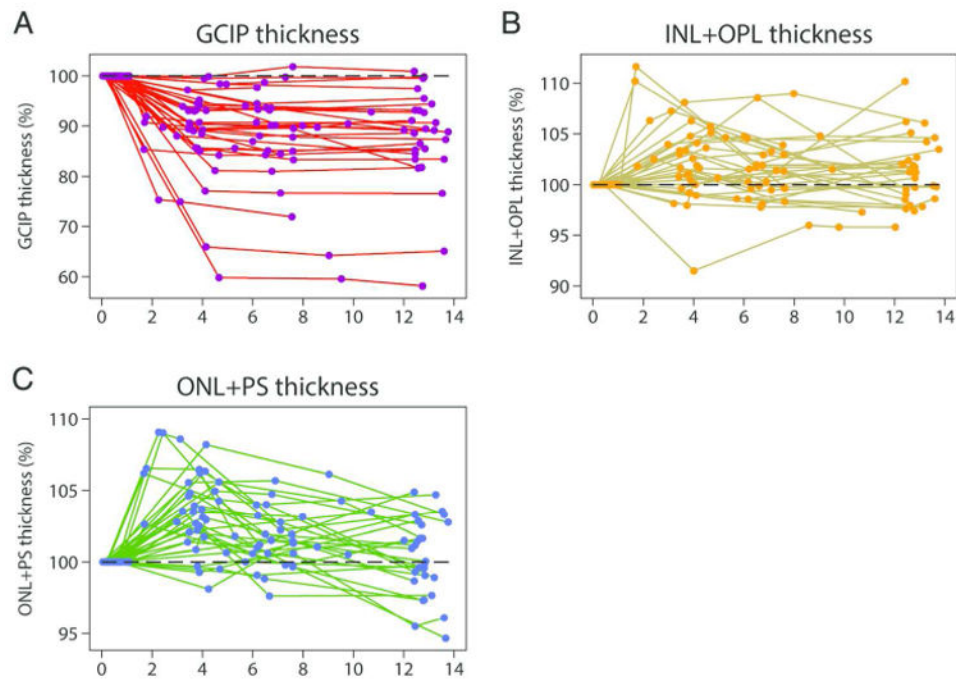 A
GCIP thickness
GCIP thickness (%)
100
90
80
70
60
0 2 4 6 8 10 12 14
B
INL+OPL thickness
INL+OPL thickness (%)
110
105
100
95
90
0 2 4 6 8 10 12 14
C
ONL+PS thickness
ONL+PS thickness (%)
110
105
100
95
0 2 4 6 8 10 12 14